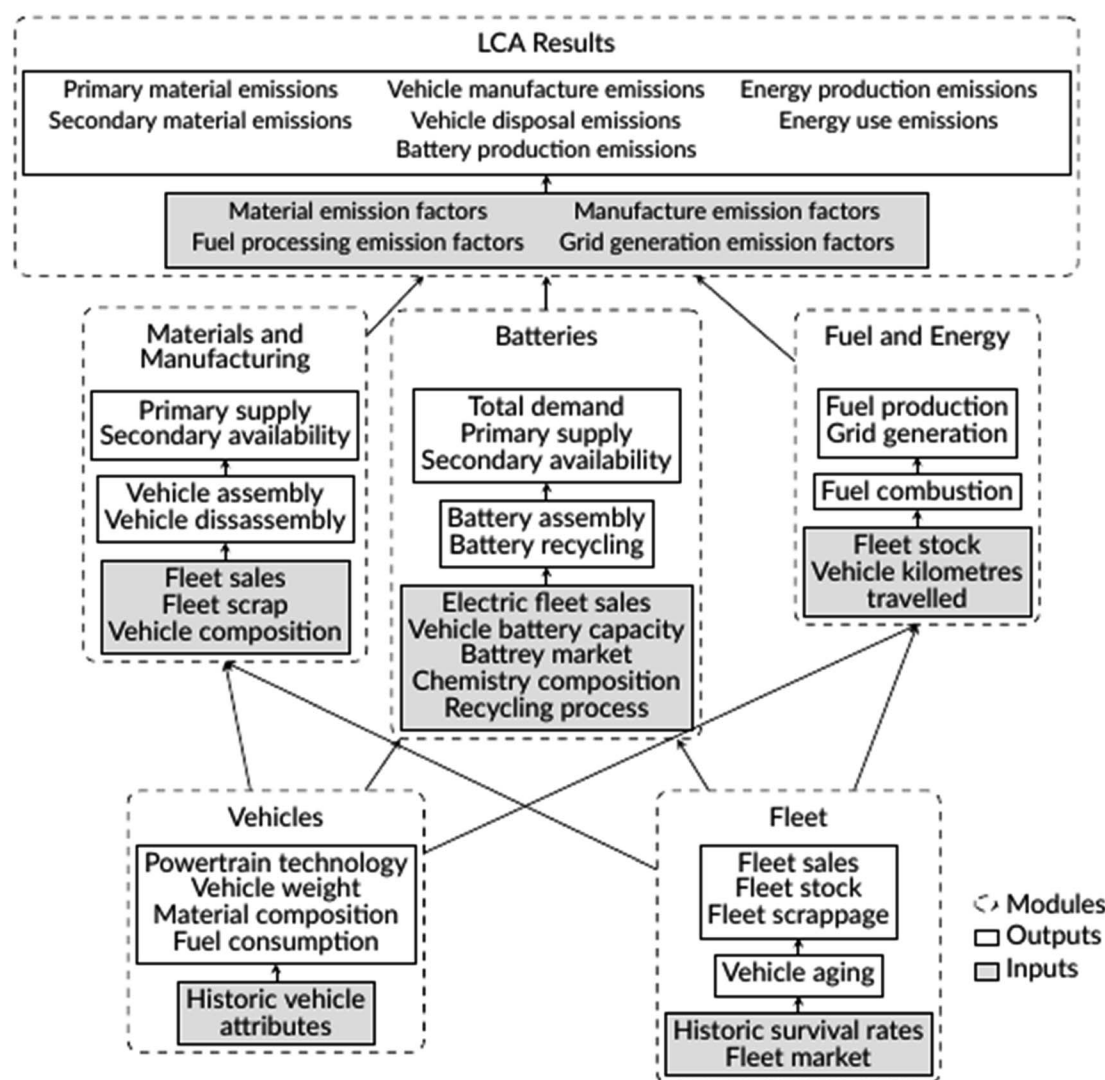 LCA Results
Primary material emissions
Secondary material emissions
Vehicle manufacture emissions
Vehicle disposal emissions
Battery production emissions
Energy production emissions
Energy use emissions
Material emission factors
Fuel processing emission factors
Manufacture emission factors
Grid generation emission factors
Materials and
Manufacturing
Primary supply
Secondary availability
Vehicle assembly
Vehicle dissassembly
Fleet sales
Fleet scrap
Vehicle composition
Batteries
Total demand
Primary supply
Secondary availability
Battery assembly
Battery recycling
Electric fleet sales
Vehicle battery capacity
Battrey market
Chemistry composition
Recycling process
Fuel and Energy
Fuel production
Grid generation
Fuel combustion
Fleet stock
Vehicle kilometres
travelled
Vehicles
Powertrain technology
Vehicle weight
Material composition
Fuel consumption
Historic vehicle
attributes
Fleet
Fleet sales
Fleet stock
Fleet scrappage
Vehicle aging
Historic survival rates
Fleet market
Modules
Outputs
Inputs